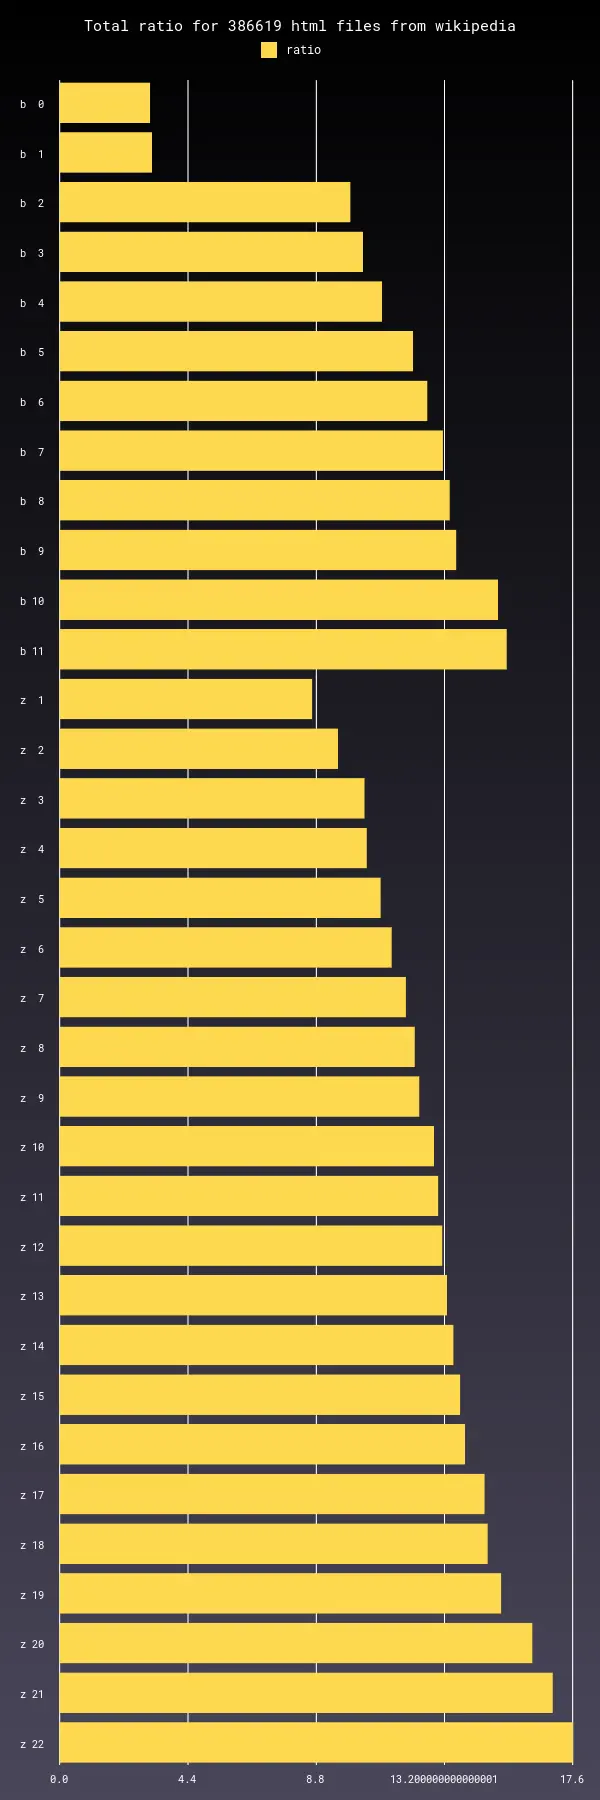 Total ratio for 386619 html files from wikipedia
ratio
b 0
b 1
b 2
b 3
b 4
b 5
b 6
b 7
b 8
b 9
b 10
b 11
z 1
z 2
z 3
z 4
z 5
z 6
z 7
z 8
z 9
z 10
z 11
z 12
z 13
z 14
z 15
z 16
z 17
z 18
z 19
z 20
z 21
z 22
0.0 4.4 8.8 13.200000000000001 17.6